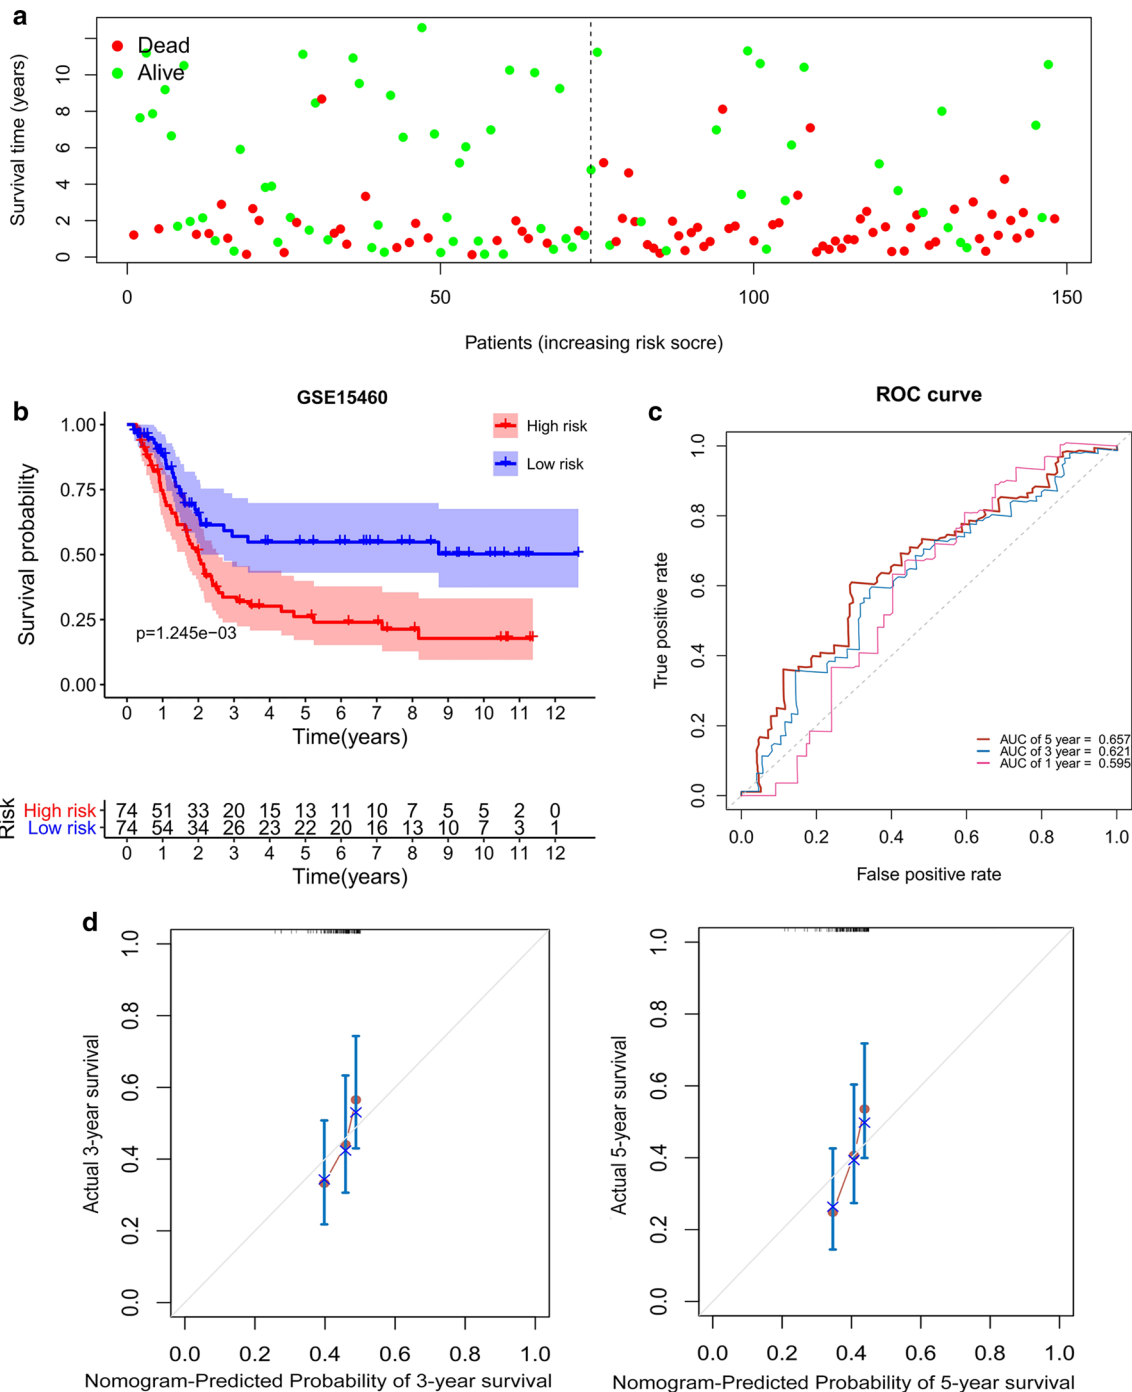 a
Survival time (years)
0 2 4 6 8 10
Dead
Alive
0 50 100 150
Patients (increasing risk socre)
b
GSE15460
Survival probability
1.00
0.75
0.50
0.25
0.00
High risk
Low risk
p=1.245e−03
0 1 2 3 4 5 6 7 8 9 10 11 12
Time(years)
Risk
High risk 74 51 33 20 15 13 11 10 7 5 5 2 0
Low risk 74 54 34 26 23 22 20 16 13 10 7 3 1
0 1 2 3 4 5 6 7 8 9 10 11 12
Time(years)
c
ROC curve
True positive rate
1.0
0.8
0.6
0.4
0.2
0.0
AUC of 5 year = 0.657
AUC of 3 year = 0.621
AUC of 1 year = 0.595
0.0 0.2 0.4 0.6 0.8 1.0
False positive rate
d
Actual 3-year survival
0.0 0.2 0.4 0.6 0.8 1.0
0.0 0.2 0.4 0.6 0.8 1.0
Nomogram-Predicted Probability of 3-year survival
Actual 5-year survival
0.0 0.2 0.4 0.6 0.8 1.0
0.0 0.2 0.4 0.6 0.8 1.0
Nomogram-Predicted Probability of 5-year survival